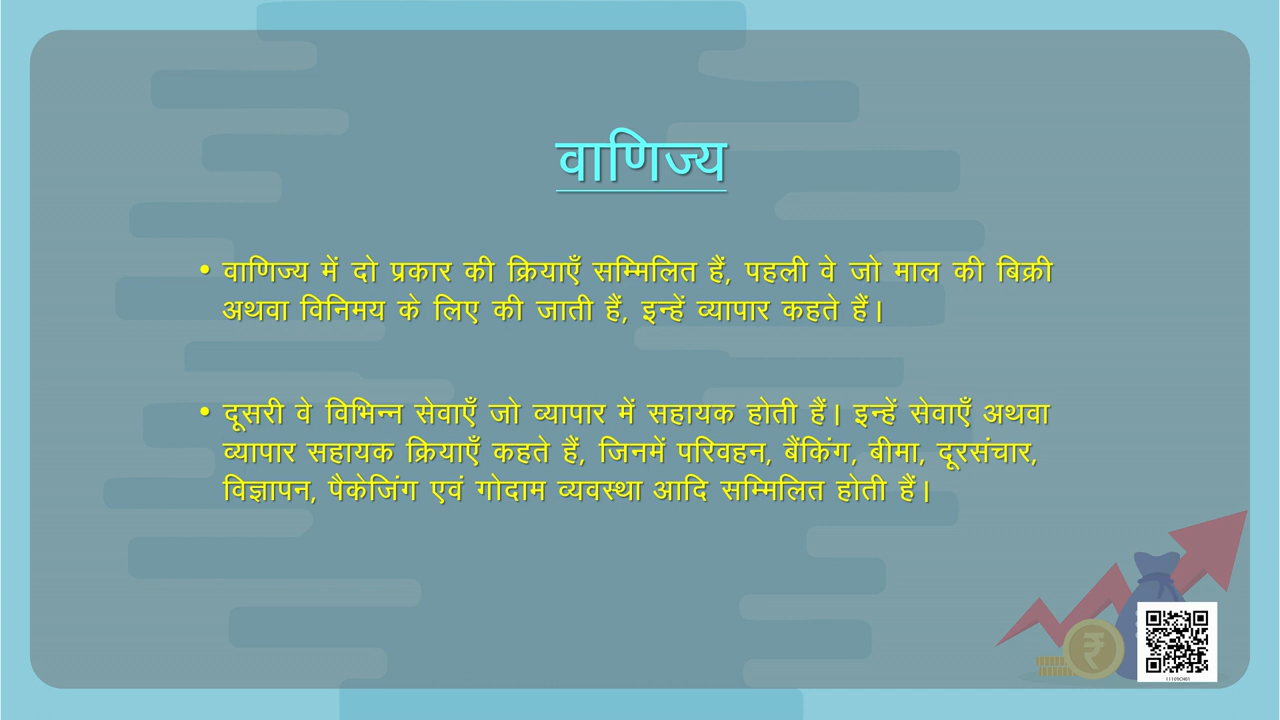 वाणिज्य
• वाणिज्य में दो प्रकार की क्रियाएँ सम्मिलित हैं, पहली वे जो माल की बिक्री
अथवा विनिमय के लिए की जाती हैं, इन्हें व्यापार कहते हैं।
• दूसरी वे विभिन्न सेवाएँ जो व्यापार में सहायक होती हैं। इन्हें सेवाएँ अथवा
व्यापार सहायक क्रियाएँ कहते हैं, जिनमें परिवहन, बैंकिंग, बीमा, दूरसंचार,
विज्ञापन, पैकेजिंग एवं गोदाम व्यवस्था आदि सम्मिलित होती हैं।
₹